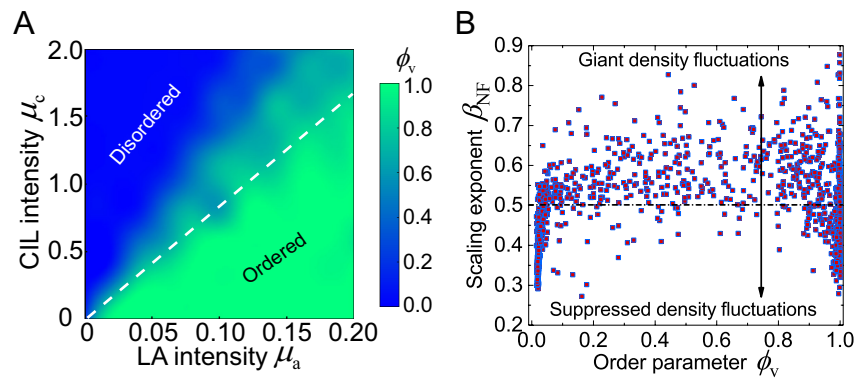 A
CIL intensity μc
2.0
1.5
1.0
0.5
0
Disordered
Ordered
0
0.05
0.10
0.15
0.20
LA intensity μa
ϕv
1.0
0.8
0.6
0.4
0.2
0.0
B
Scaling exponent βNF
0.9
0.8
0.7
0.6
0.5
0.4
0.3
0.2
Giant density fluctuations
Suppressed density fluctuations
0.0
0.2
0.4
0.6
0.8
1.0
Order parameter ϕv